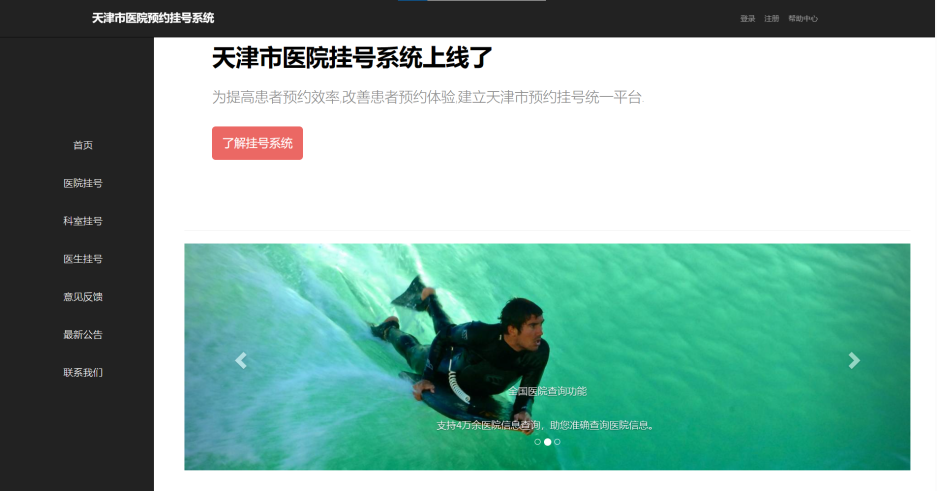 天津市医院预约挂号系统
登录 注册 帮助中心
天津市医院挂号系统上线了
为提高患者预约效率,改善患者预约体验,建立天津市预约挂号统一平台.
了解挂号系统
首页
医院挂号
科室挂号
医生挂号
意见反馈
最新公告
联系我们
全国医院查询功能
支持4万余医院信息查询，助您准确查询医院信息。